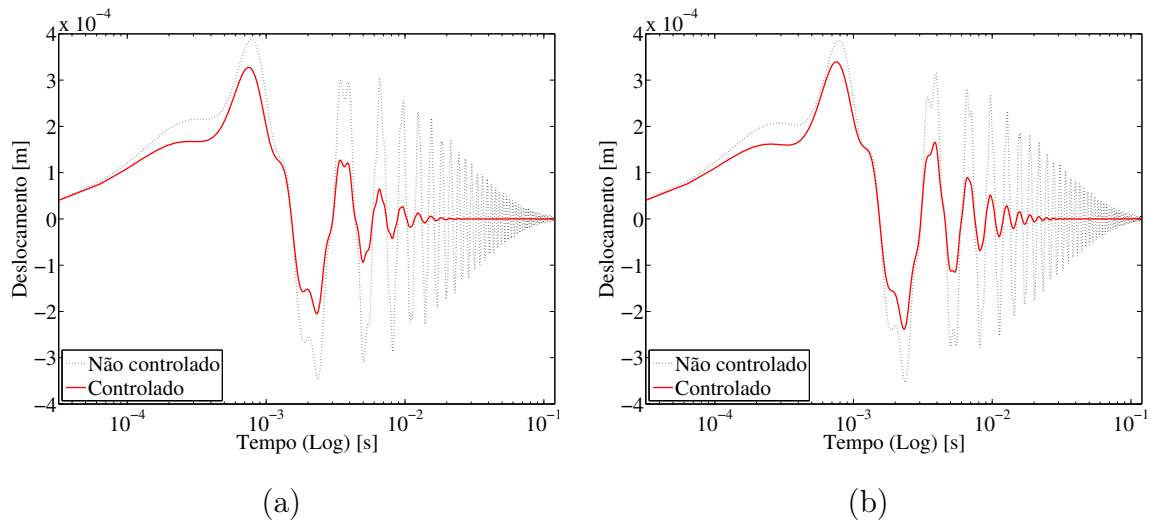 x 10⁻⁴
4
3
2
1
0
−1
−2
−3
−4
Deslocamento [m]
Não controlado
Controlado
10⁻⁴
10⁻³
10⁻²
10⁻¹
Tempo (Log) [s]
(a)
x 10⁻⁴
4
3
2
1
0
−1
−2
−3
−4
Deslocamento [m]
Não controlado
Controlado
10⁻⁴
10⁻³
10⁻²
10⁻¹
Tempo (Log) [s]
(b)